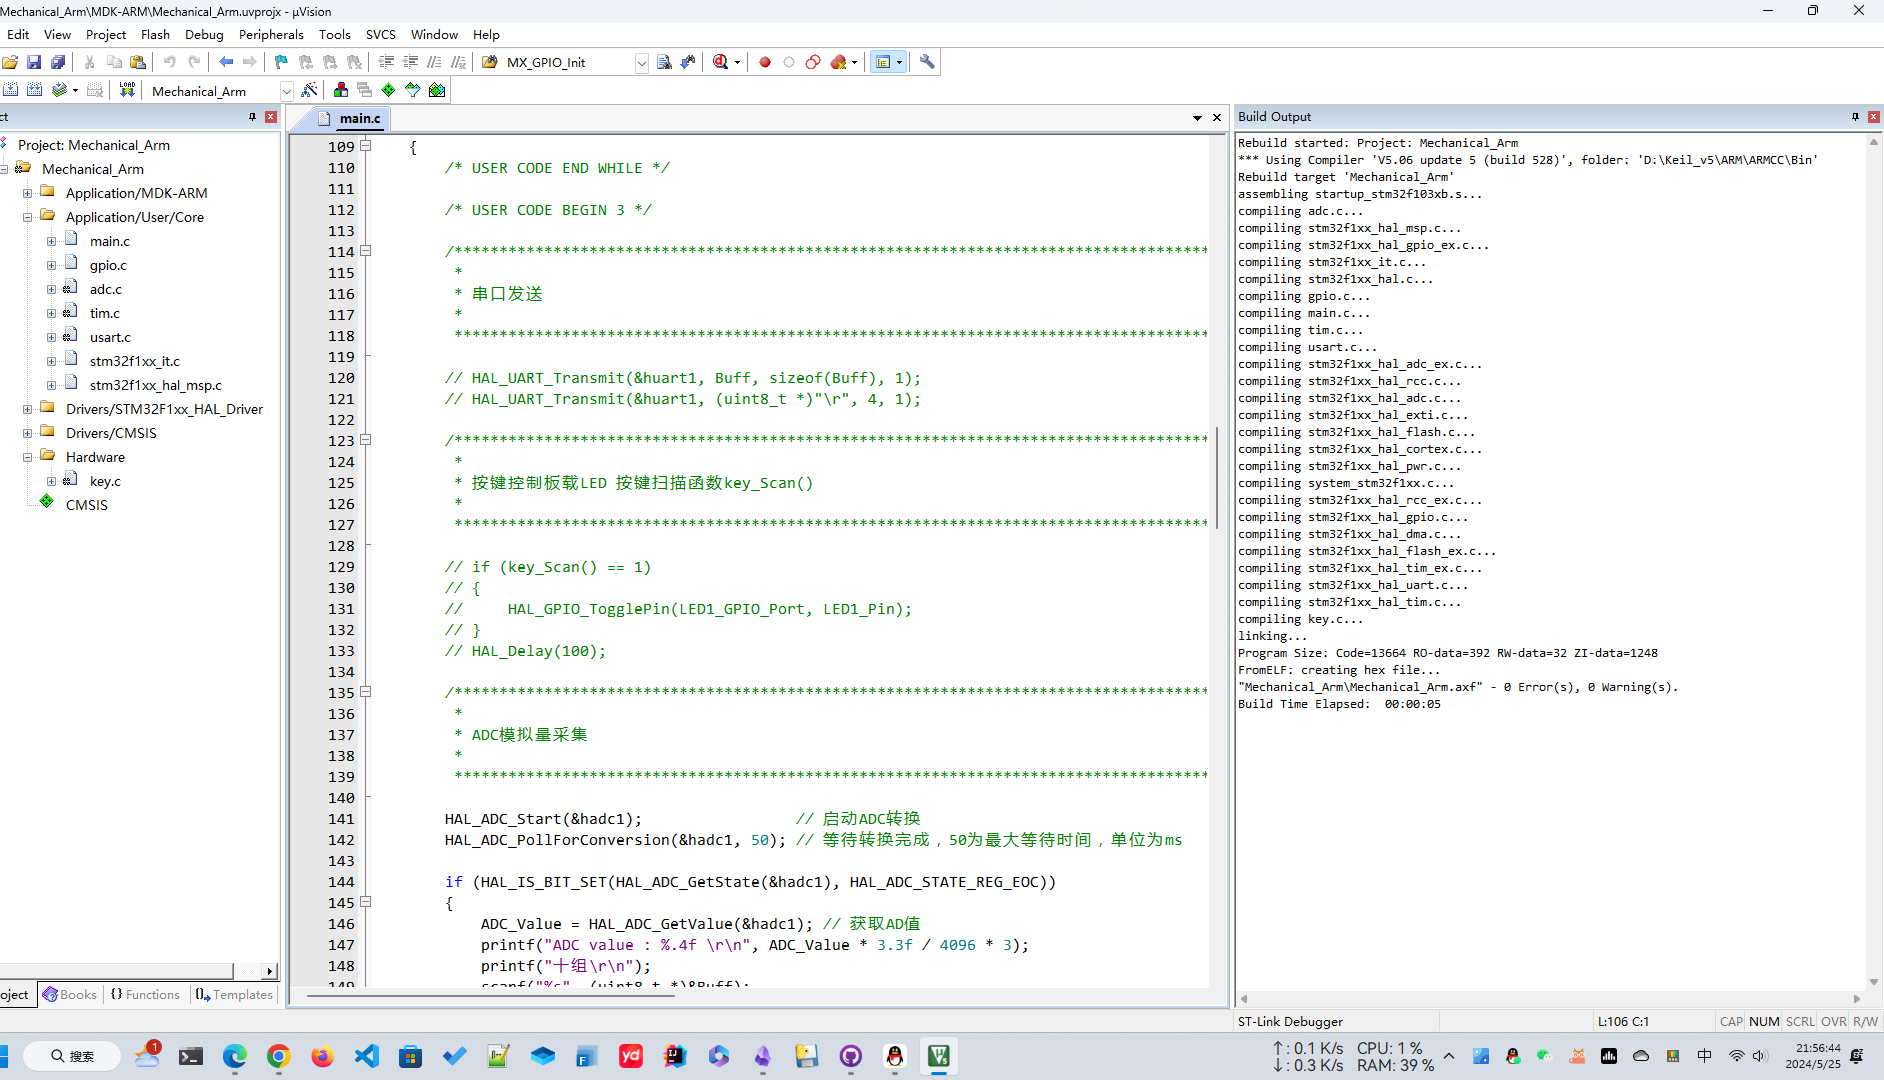 Mechanical_Arm\MDK-ARM\Mechanical_Arm.uvprojx - µVision
Edit View Project Flash Debug Peripherals Tools SVCS Window Help
MX_GPIO_Init
LOAD
Mechanical_Arm
ct
Project: Mechanical_Arm
Mechanical_Arm
Application/MDK-ARM
Application/User/Core
main.c
gpio.c
adc.c
tim.c
usart.c
stm32f1xx_it.c
stm32f1xx_hal_msp.c
Drivers/STM32F1xx_HAL_Driver
Drivers/CMSIS
Hardware
key.c
CMSIS
oject Books {} Functions Templates
main.c
109 {
110 /* USER CODE END WHILE */
111
112 /* USER CODE BEGIN 3 */
113
114 /************************************************************************************
115 *
116 * 串口发送
117 *
118 ************************************************************************************
119
120 // HAL_UART_Transmit(&huart1, Buff, sizeof(Buff), 1);
121 // HAL_UART_Transmit(&huart1, (uint8_t *)"\r", 4, 1);
122
123 /************************************************************************************
124 *
125 * 按键控制板载LED 按键扫描函数key_Scan()
126 *
127 ************************************************************************************
128
129 // if (key_Scan() == 1)
130 // {
131 //     HAL_GPIO_TogglePin(LED1_GPIO_Port, LED1_Pin);
132 // }
133 // HAL_Delay(100);
134
135 /************************************************************************************
136 *
137 * ADC模拟量采集
138 *
139 ************************************************************************************
140
141 HAL_ADC_Start(&hadc1); // 启动ADC转换
142 HAL_ADC_PollForConversion(&hadc1, 50); // 等待转换完成，50为最大等待时间，单位为ms
143
144 if (HAL_IS_BIT_SET(HAL_ADC_GetState(&hadc1), HAL_ADC_STATE_REG_EOC))
145 {
146 ADC_Value = HAL_ADC_GetValue(&hadc1); // 获取AD值
147 printf("ADC value : %.4f \r\n", ADC_Value * 3.3f / 4096 * 3);
148 printf("十组\r\n");
149 scanf("%c", (uint8_t *)&Buff);
Build Output
Rebuild started: Project: Mechanical_Arm
*** Using Compiler 'V5.06 update 5 (build 528)', folder: 'D:\Keil_v5\ARM\ARMCC\Bin'
Rebuild target 'Mechanical_Arm'
assembling startup_stm32f103xb.s...
compiling adc.c...
compiling stm32f1xx_hal_msp.c...
compiling stm32f1xx_hal_gpio_ex.c...
compiling stm32f1xx_it.c...
compiling stm32f1xx_hal.c...
compiling gpio.c...
compiling main.c...
compiling tim.c...
compiling usart.c...
compiling stm32f1xx_hal_adc_ex.c...
compiling stm32f1xx_hal_rcc.c...
compiling stm32f1xx_hal_adc.c...
compiling stm32f1xx_hal_exti.c...
compiling stm32f1xx_hal_flash.c...
compiling stm32f1xx_hal_cortex.c...
compiling stm32f1xx_hal_pwr.c...
compiling system_stm32f1xx.c...
compiling stm32f1xx_hal_rcc_ex.c...
compiling stm32f1xx_hal_gpio.c...
compiling stm32f1xx_hal_dma.c...
compiling stm32f1xx_hal_flash_ex.c...
compiling stm32f1xx_hal_tim_ex.c...
compiling stm32f1xx_hal_uart.c...
compiling stm32f1xx_hal_tim.c...
compiling key.c...
linking...
Program Size: Code=13664 RO-data=392 RW-data=32 ZI-data=1248
FromELF: creating hex file...
"Mechanical_Arm\Mechanical_Arm.axf" - 0 Error(s), 0 Warning(s).
Build Time Elapsed:  00:00:05
ST-Link Debugger L:106 C:1 CAP NUM SCRL OVR R/W
搜索
1
yd
↑: 0.1 K/s CPU: 1 %
↓: 0.3 K/s RAM: 39 %
中
21:56:44
2024/5/25